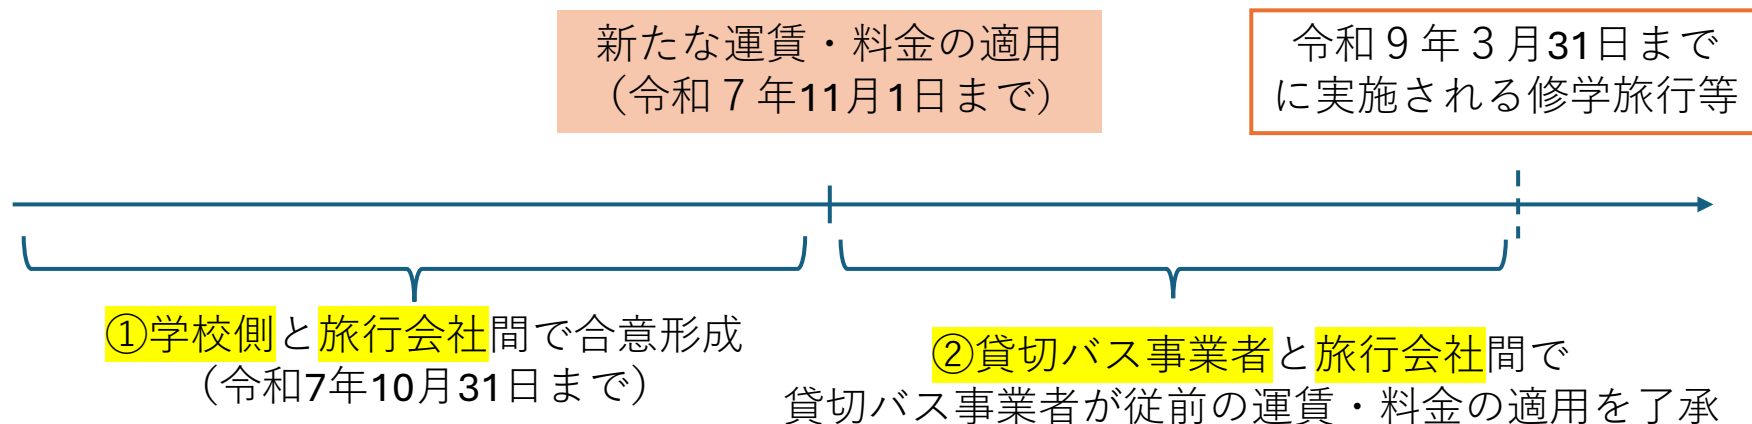 新たな運賃・料金の適用
（令和７年11月1日まで）
令和９年３月31日まで
に実施される修学旅行等
①学校側と旅行会社間で合意形成
（令和7年10月31日まで）
②貸切バス事業者と旅行会社間で
貸切バス事業者が従前の運賃・料金の適用を了承